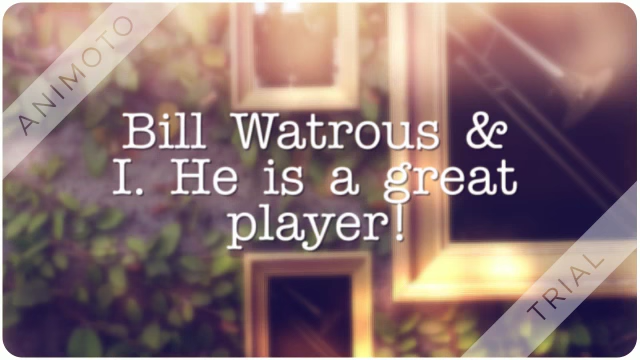 ANIMOTO
Bill Watrous &
I. He is a great
player!
TRIAL